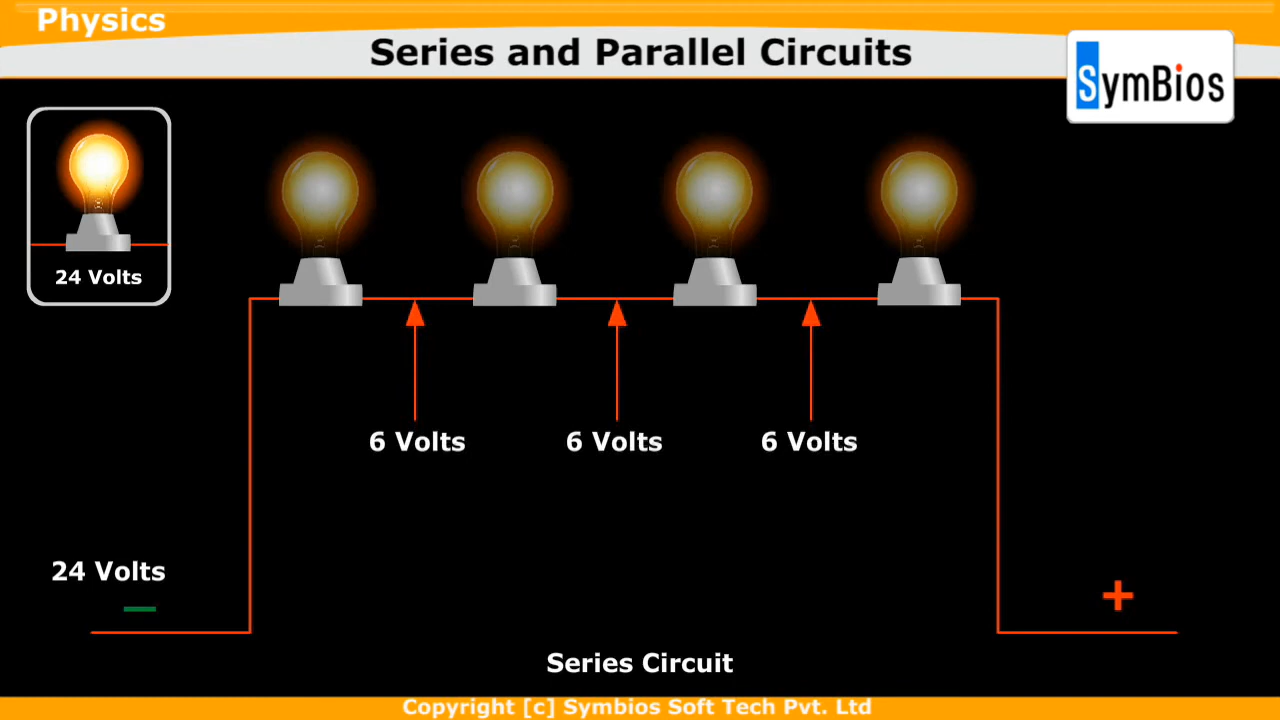 Physics
Series and Parallel Circuits
SymBios
24 Volts
6 Volts
6 Volts
6 Volts
24 Volts
−
+
Series Circuit
Copyright [c] Symbios Soft Tech Pvt. Ltd